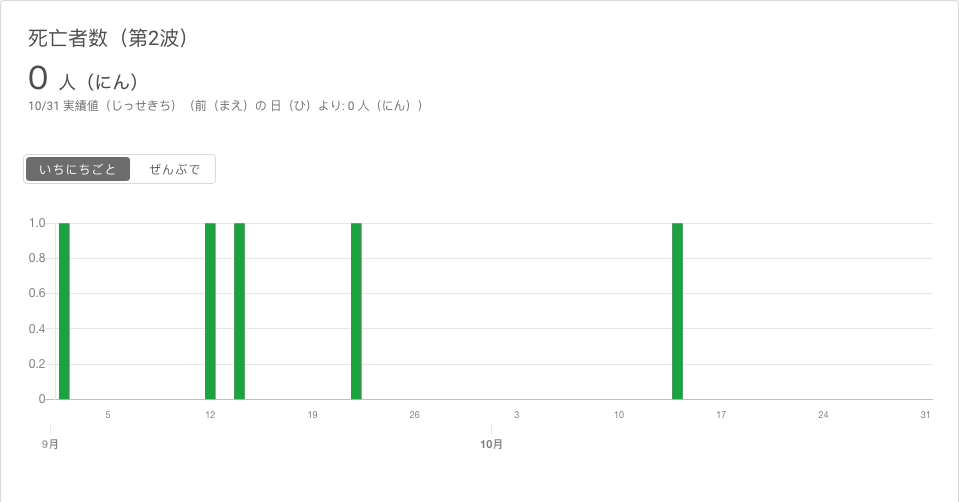 死亡者数（第2波）
0 人（にん）
10/31 実績値（じっせきち）（前（まえ）の 日（ひ）より: 0 人（にん））
いちにちごと ぜんぶで
1.0
0.8
0.6
0.4
0.2
0
5 12 19 26 3 10 17 24 31
9月 10月